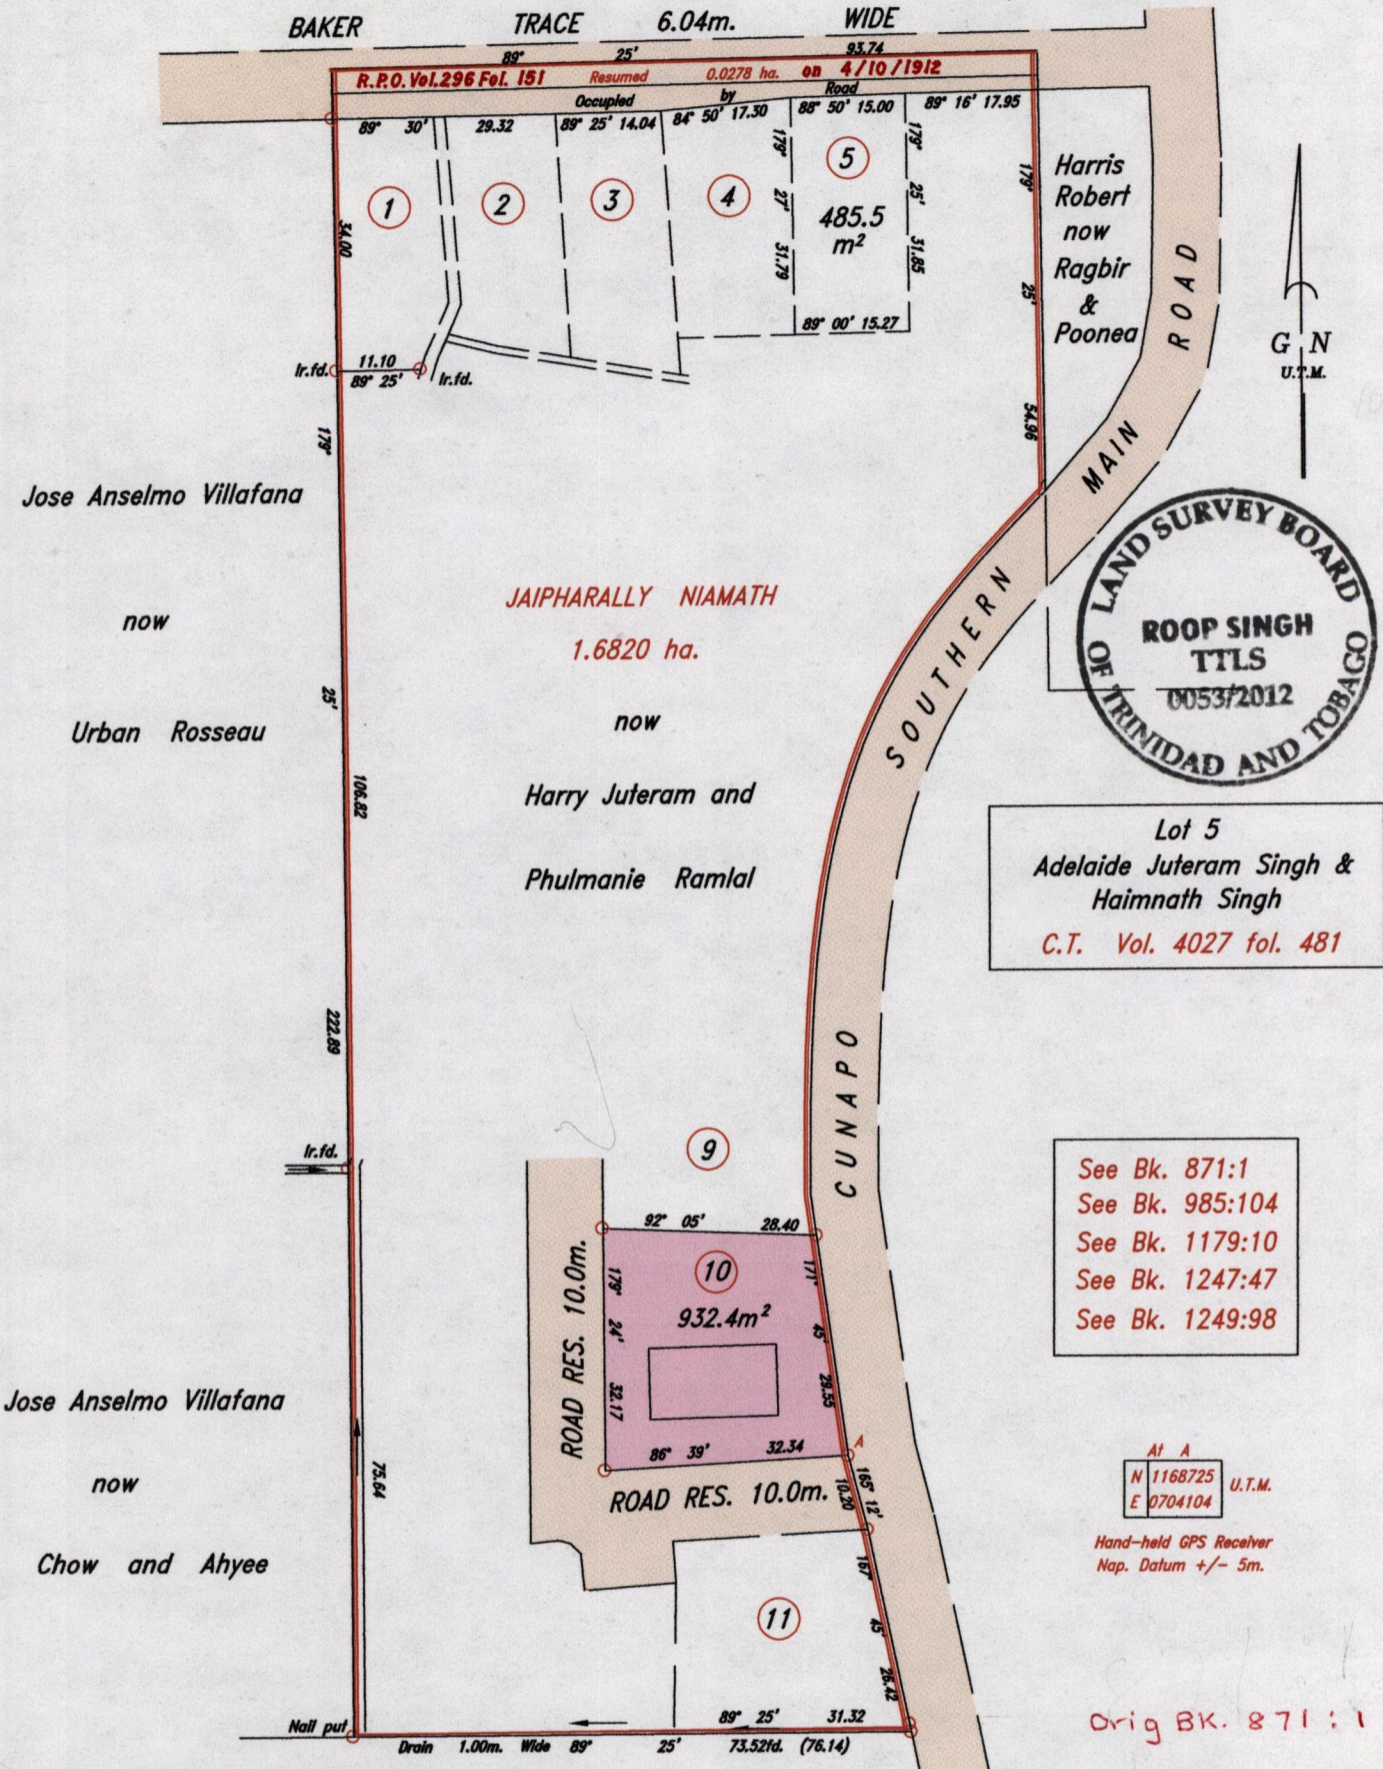 BAKER TRACE 6.04m. WIDE
89° 25' 93.74
R.P.O. Vol.296 Fol. 151 Resumed 0.0278 ha. on 4/10/1912
Occupied by Road
89° 30' 29.32 89° 25' 14.04 84° 50' 17.30 88° 50' 15.00 89° 16' 17.95
1
2
3
4
5
485.5
m²
179° 27' 31.79
179° 25' 31.85
89° 00' 15.27
34.00
179° 25' 54.96
Harris
Robert
now
Ragbir
&
Poonea
G N
U.T.M.
Ir.fd.
11.10
89° 25'
Ir.fd.
179° 25' 222.89
106.82
Jose Anselmo Villafana
now
Urban Rosseau
JAIPHARALLY NIAMATH
1.6820 ha.
now
Harry Juteram and
Phulmanie Ramlal
CUNAPO SOUTHERN MAIN ROAD
LAND SURVEY BOARD
OF TRINIDAD AND TOBAGO
ROOP SINGH
TTLS
0053/2012
Lot 5
Adelaide Juteram Singh &
Haimnath Singh
C.T. Vol. 4027 fol. 481
Ir.fd.
9
92° 05' 28.40
10
932.4m²
179° 24' 32.17
171° 45' 29.55
86° 39' 32.34
A
ROAD RES. 10.0m.
ROAD RES. 10.0m.
165° 12'
10.20
167° 45' 26.42
11
See Bk. 871:1
See Bk. 985:104
See Bk. 1179:10
See Bk. 1247:47
See Bk. 1249:98
Jose Anselmo Villafana
now
Chow and Ahyee
75.64
At A
N 1168725
E 0704104
U.T.M.
Hand-held GPS Receiver
Nap. Datum +/- 5m.
Nail put
89° 25' 31.32
Drain 1.00m. Wide 89° 25' 73.52fd. (76.14)
Orig BK. 871:1